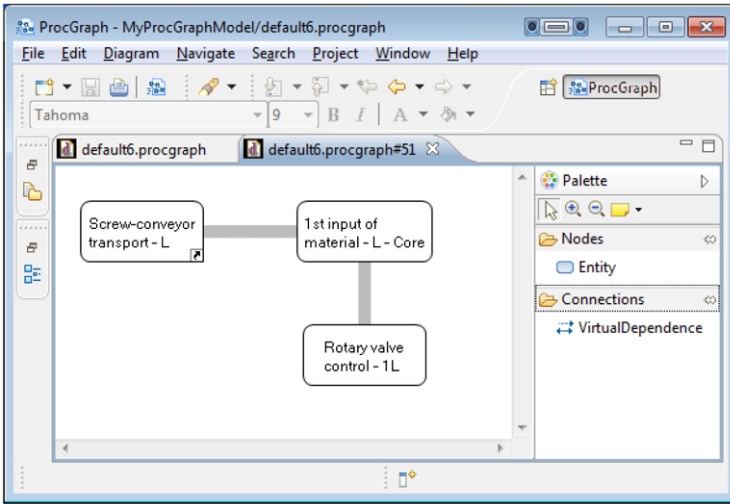 ProcGraph - MyProcGraphModel/default6.procgraph
File Edit Diagram Navigate Search Project Window Help
ProcGraph
Tahoma 9 B I A
default6.procgraph default6.procgraph#51
Palette
Screw-conveyor
transport - L
1st input of
material - L - Core
Rotary valve
control - 1L
Nodes
Entity
Connections
VirtualDependence